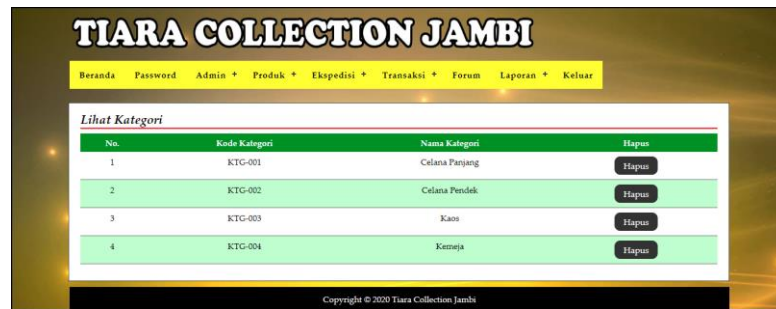 TIARA COLLECTION JAMBI
Beranda Password Admin + Produk + Ekspedisi + Transaksi + Forum Laporan + Keluar
Lihat Kategori
No. Kode Kategori Nama Kategori Hapus
1 KTG-001 Celana Panjang Hapus
2 KTG-002 Celana Pendek Hapus
3 KTG-003 Kaos Hapus
4 KTG-004 Kemeja Hapus
Copyright © 2020 Tiara Collection Jambi